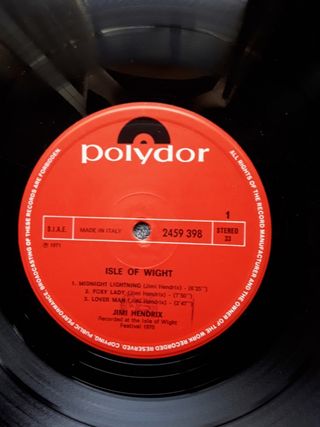 polydor
S.I.A.E.
MADE IN ITALY
2459 398
1
STEREO
33
℗ 1971
ISLE OF WIGHT
1. MIDNIGHT LIGHTNING (Jimi Hendrix) - (6'25")
2. FOXY LADY (Jimi Hendrix) - (7'50")
3. LOVER MAN (Jimi Hendrix) - (2'47")
JIMI HENDRIX
Recorded at the Isle of Wight
Festival 1970
ALL RIGHTS OF THE RECORD MANUFACTURER AND THE OWNER OF THE WORK RECORDED RESERVED. COPYING, PUBLIC PERFORMANCE, BROADCASTING OF THESE RECORDS ARE FORBIDDEN.